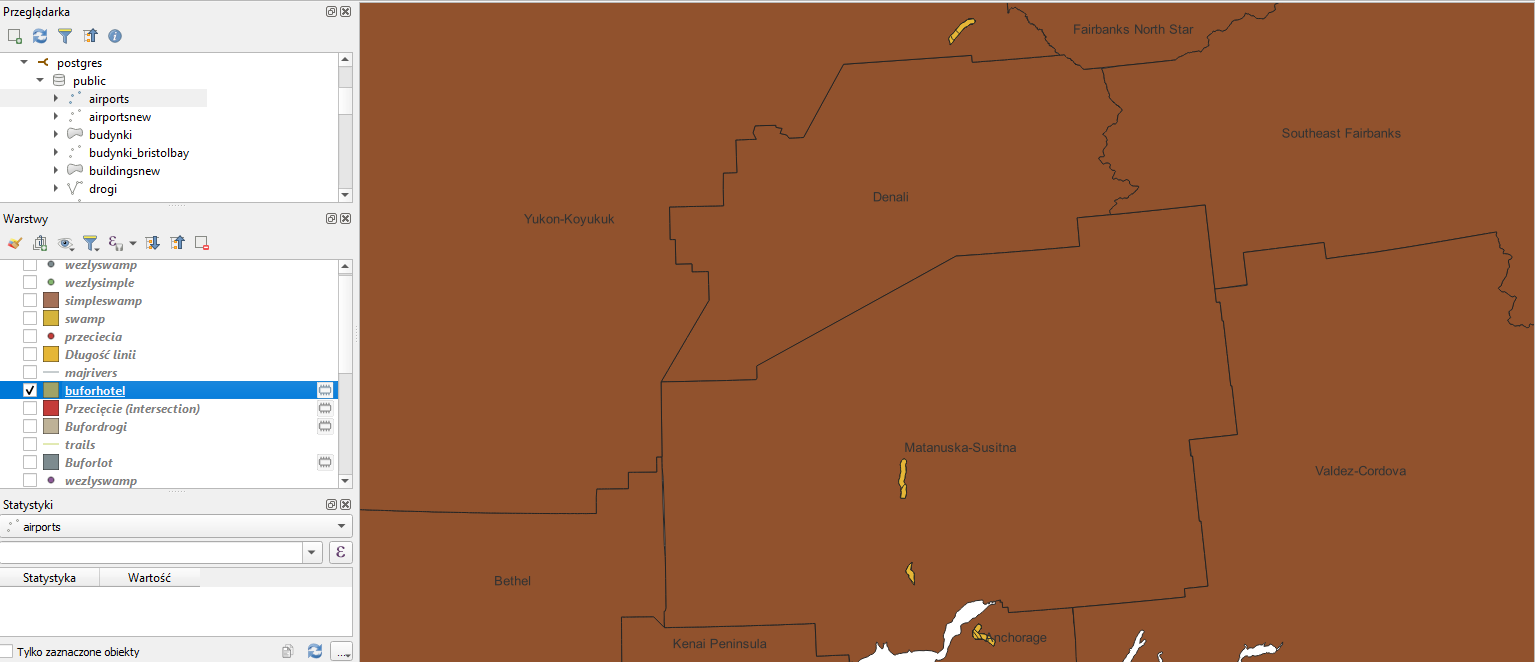 Przeglądarka
postgres
public
airports
airportsnew
budynki
budynki_bristolbay
buildingsnew
drogi
Warstwy
wezlyswamp
wezlysimple
simpleswamp
swamp
przeciecia
Długość linii
majrivers
buforhotel
Przecięcie (intersection)
Bufordrogi
trails
Buforlot
wezlyswamp
Statystyki
airports
ε
Statystyka Wartość
Tylko zaznaczone obiekty
...
Fairbanks North Star
Southeast Fairbanks
Denali
Yukon-Koyukuk
Matanuska-Susitna
Valdez-Cordova
Bethel
Kenai Peninsula
Anchorage